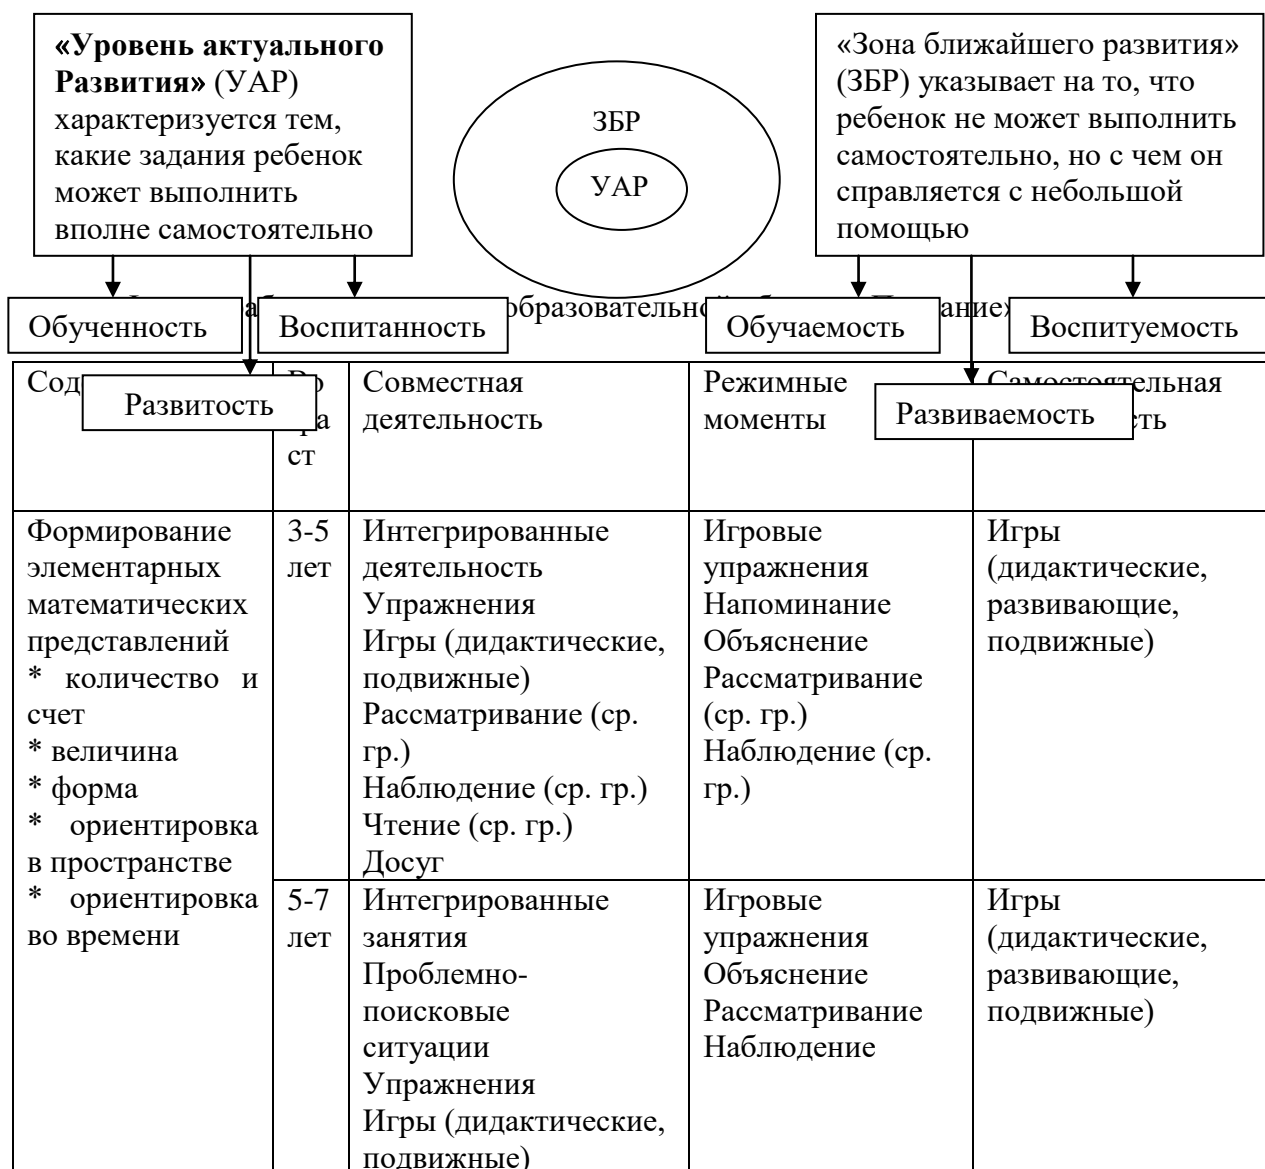 «Уровень актуального
Развития» (УАР)
характеризуется тем,
какие задания ребенок
может выполнить
вполне самостоятельно
ЗБР
УАР
«Зона ближайшего развития»
(ЗБР) указывает на то, что
ребенок не может выполнить
самостоятельно, но с чем он
справляется с небольшой
помощью
Обученность
Воспитанность
Обучаемость
Воспитуемость
Развитость
Развиваемость
Совместная
деятельность
Режимные
моменты
Самостоятельная
Формирование
элементарных
математических
представлений
* количество и
счет
* величина
* форма
* ориентировка
в пространстве
* ориентировка
во времени
3-5
лет
Интегрированные
деятельность
Упражнения
Игры (дидактические,
подвижные)
Рассматривание (ср.
гр.)
Наблюдение (ср. гр.)
Чтение (ср. гр.)
Досуг
Игровые
упражнения
Напоминание
Объяснение
Рассматривание
(ср. гр.)
Наблюдение (ср.
гр.)
Игры
(дидактические,
развивающие,
подвижные)
5-7
лет
Интегрированные
занятия
Проблемно-
поисковые
ситуации
Упражнения
Игры (дидактические,
подвижные)
Игровые
упражнения
Объяснение
Рассматривание
Наблюдение
Игры
(дидактические,
развивающие,
подвижные)